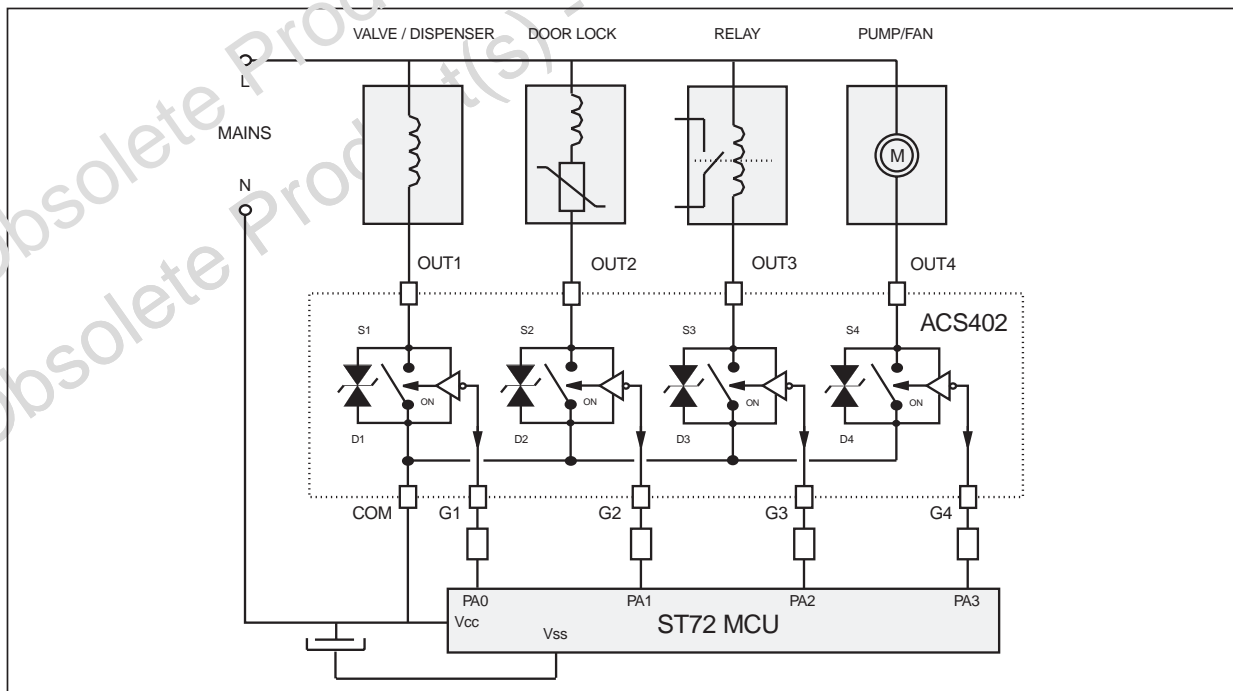 VALVE / DISPENSER DOOR LOCK RELAY PUMP/FAN
L
MAINS
N
M
OUT1 OUT2 OUT3 OUT4
ACS402
S1 S2 S3 S4
ON ON ON ON
D1 D2 D3 D4
COM G1 G2 G3 G4
PA0 PA1 PA2 PA3
Vcc
Vss
ST72 MCU
Obsolete Prod
Obsolete Product(s) -